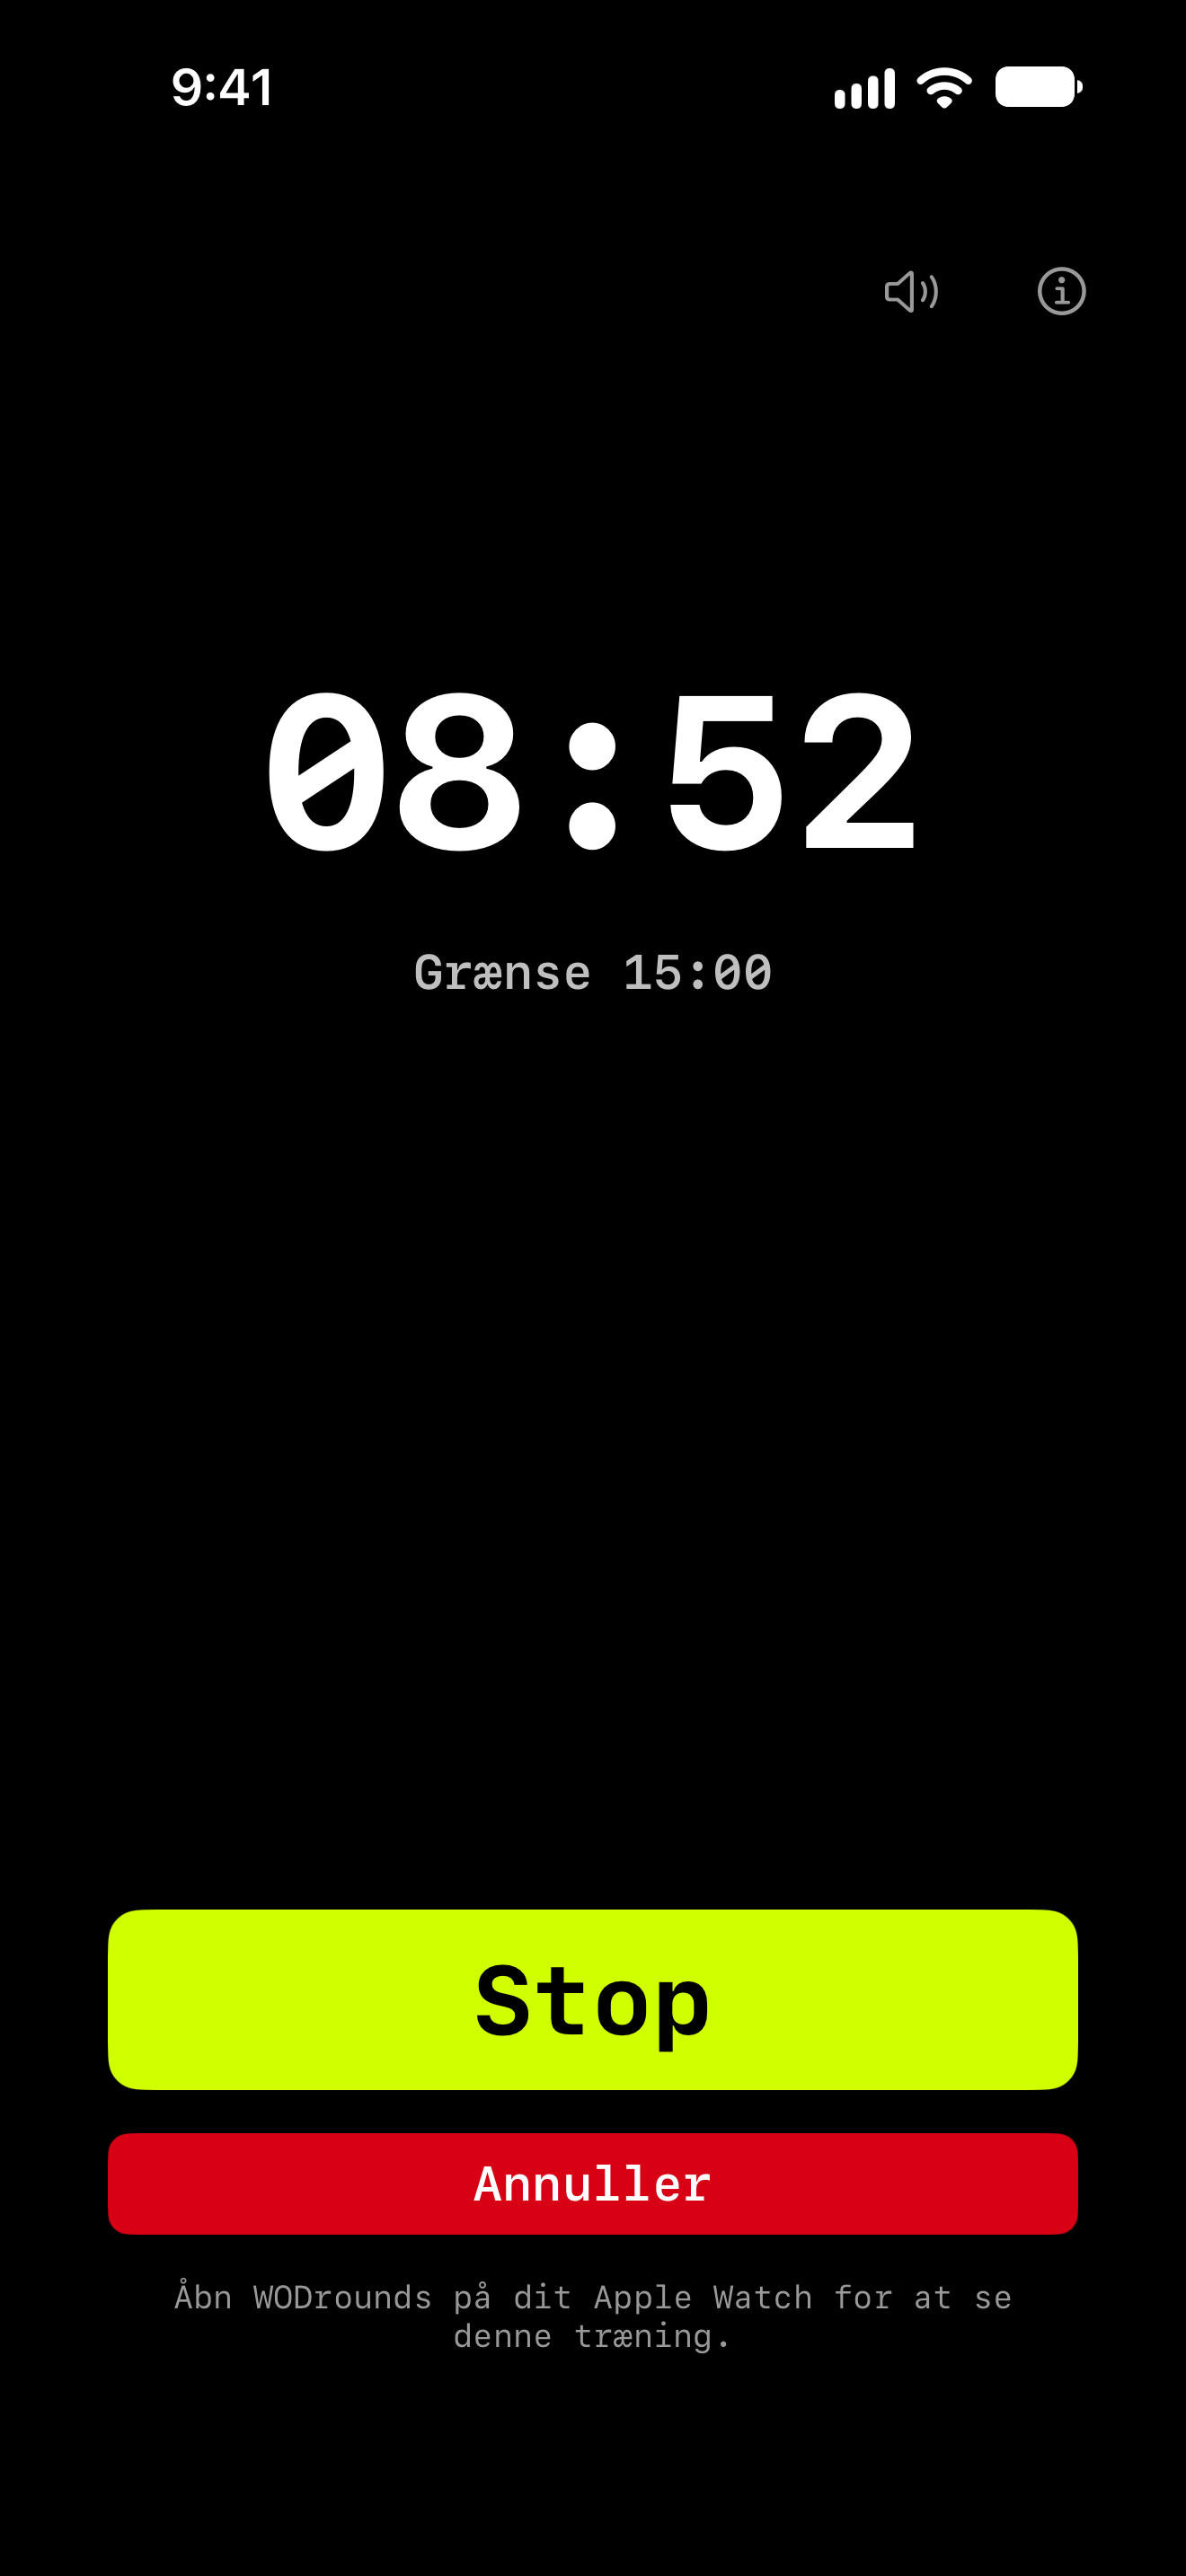 9:41
08:52
Grænse 15:00
Stop
Annuller
Åbn WODrounds på dit Apple Watch for at se
denne træning.